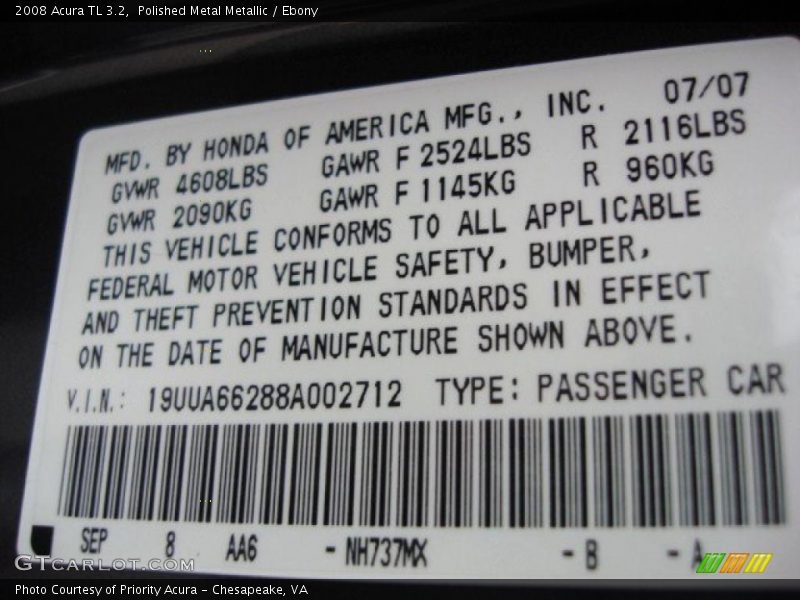 2008 Acura TL 3.2,  Polished Metal Metallic / Ebony
MFD. BY HONDA OF AMERICA MFG., INC. 07/07
GVWR 4608LBS GAWR F 2524LBS R 2116LBS
GVWR 2090KG GAWR F 1145KG R 960KG
THIS VEHICLE CONFORMS TO ALL APPLICABLE
FEDERAL MOTOR VEHICLE SAFETY, BUMPER,
AND THEFT PREVENTION STANDARDS IN EFFECT
ON THE DATE OF MANUFACTURE SHOWN ABOVE.
V.I.N.: 19UUA66288A002712 TYPE: PASSENGER CAR
SEP 8 AA6 - NH737MX - B - A
GTCarLot.com
Photo Courtesy of Priority Acura - Chesapeake, VA